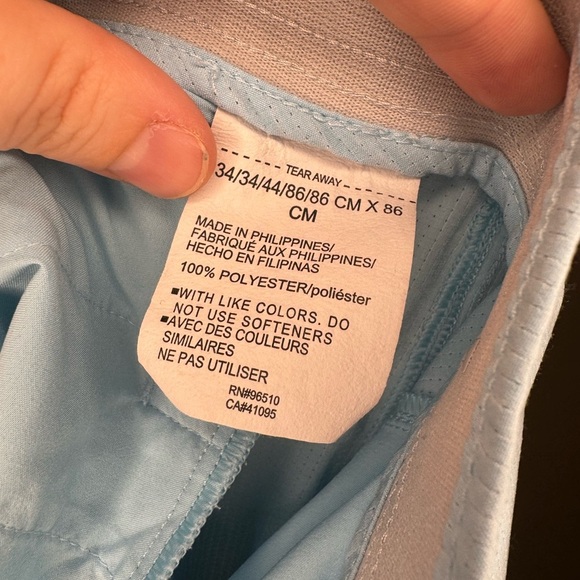 TEAR AWAY
34/34/44/86/86 CM X 86
CM
MADE IN PHILIPPINES/
FABRIQUÉ AUX PHILIPPINES/
HECHO EN FILIPINAS
100% POLYESTER/poliéster
▪WITH LIKE COLORS. DO
NOT USE SOFTENERS
▪AVEC DES COULEURS
SIMILAIRES
NE PAS UTILISER
RN#96510
CA#41095